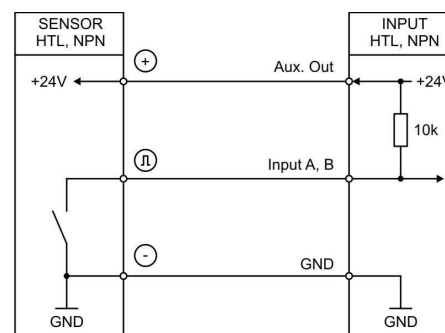 SENSOR
HTL, NPN
INPUT
HTL, NPN
+
Aux. Out
+24V
+24V
10k
Input A, B
-
GND
GND
GND